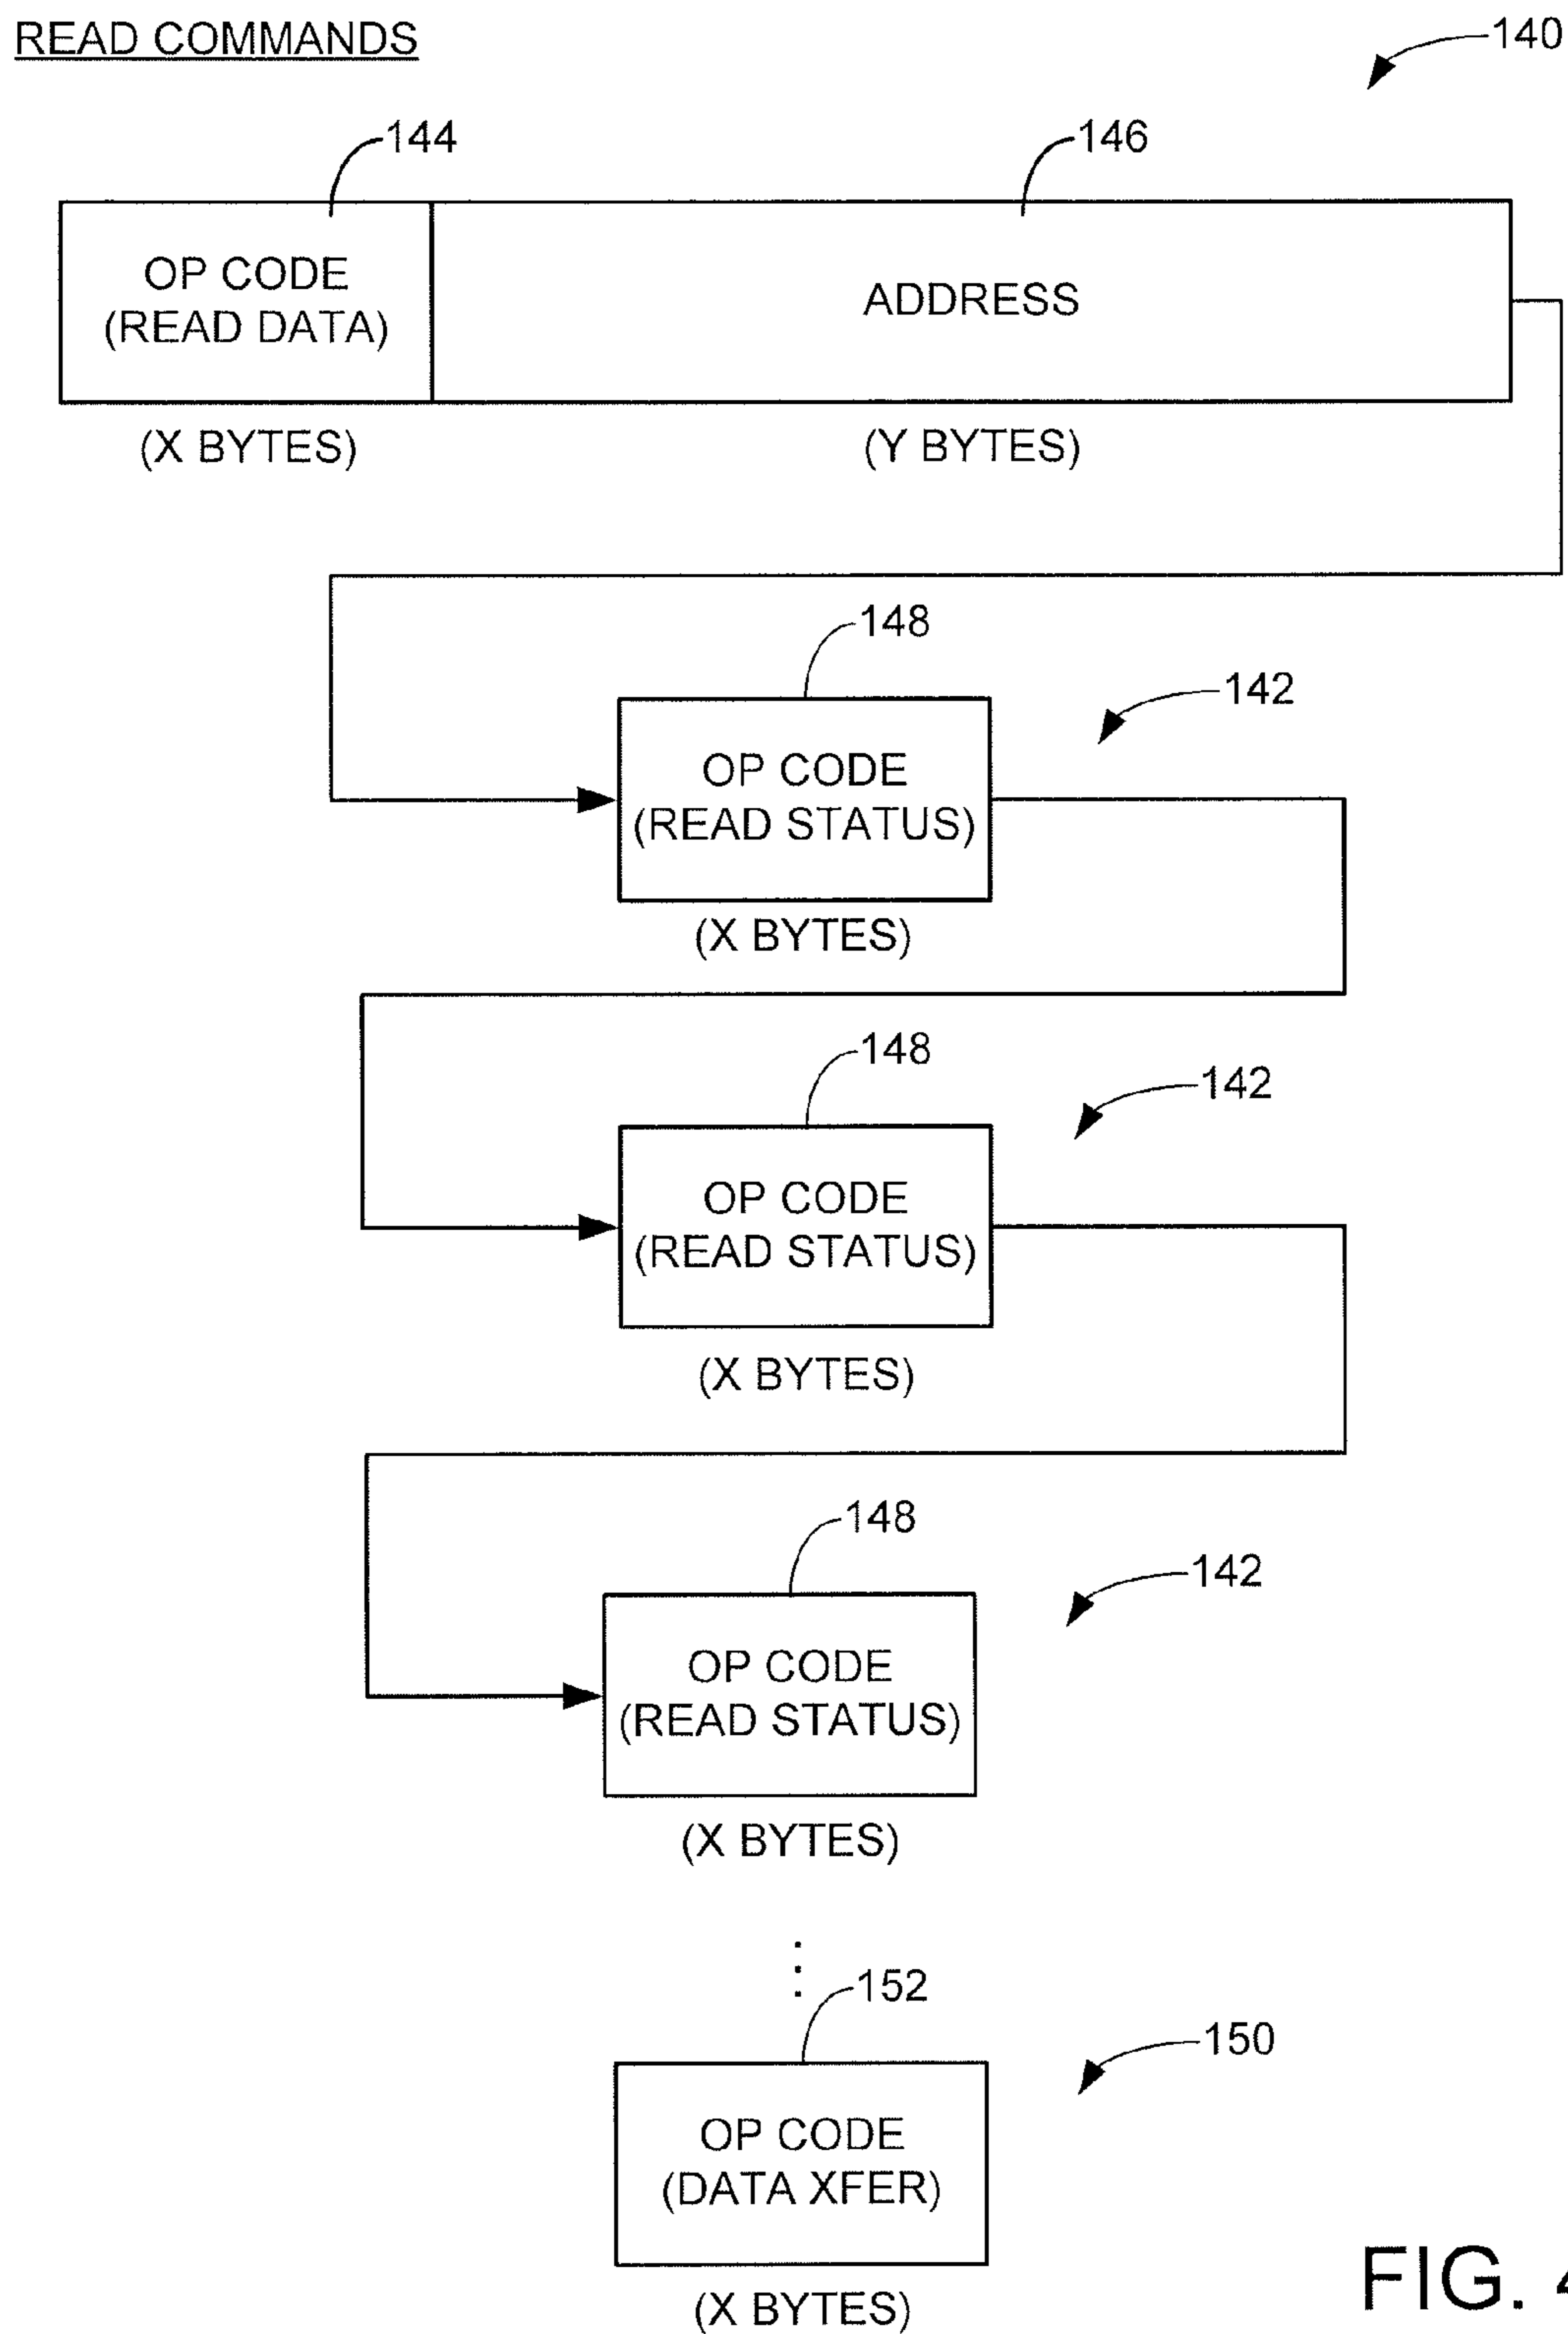 READ COMMANDS
140
144
146
OP CODE
(READ DATA)
ADDRESS
(X BYTES)
(Y BYTES)
148
142
OP CODE
(READ STATUS)
(X BYTES)
148
142
OP CODE
(READ STATUS)
(X BYTES)
148
142
OP CODE
(READ STATUS)
(X BYTES)
152
150
OP CODE
(DATA XFER)
(X BYTES)
FIG. 4